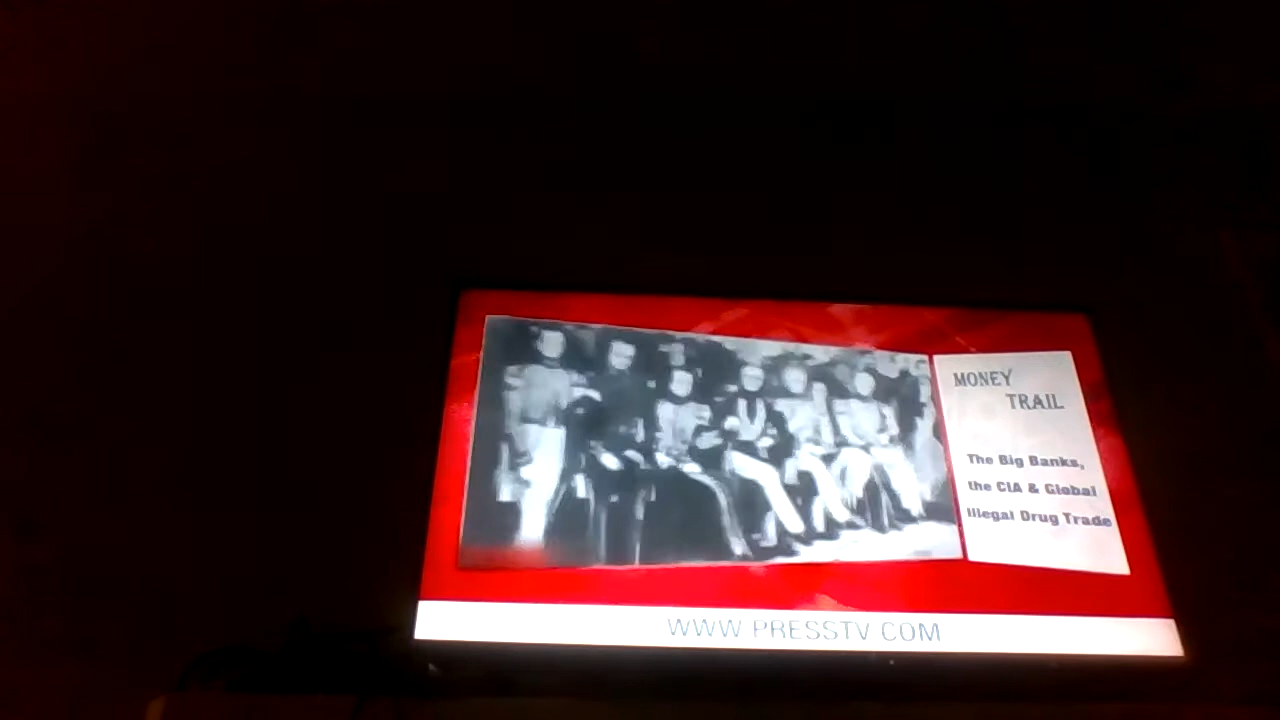 MONEY
TRAIL
The Big Banks,
the CIA & Global
Illegal Drug Trade
WWW PRESSTV COM